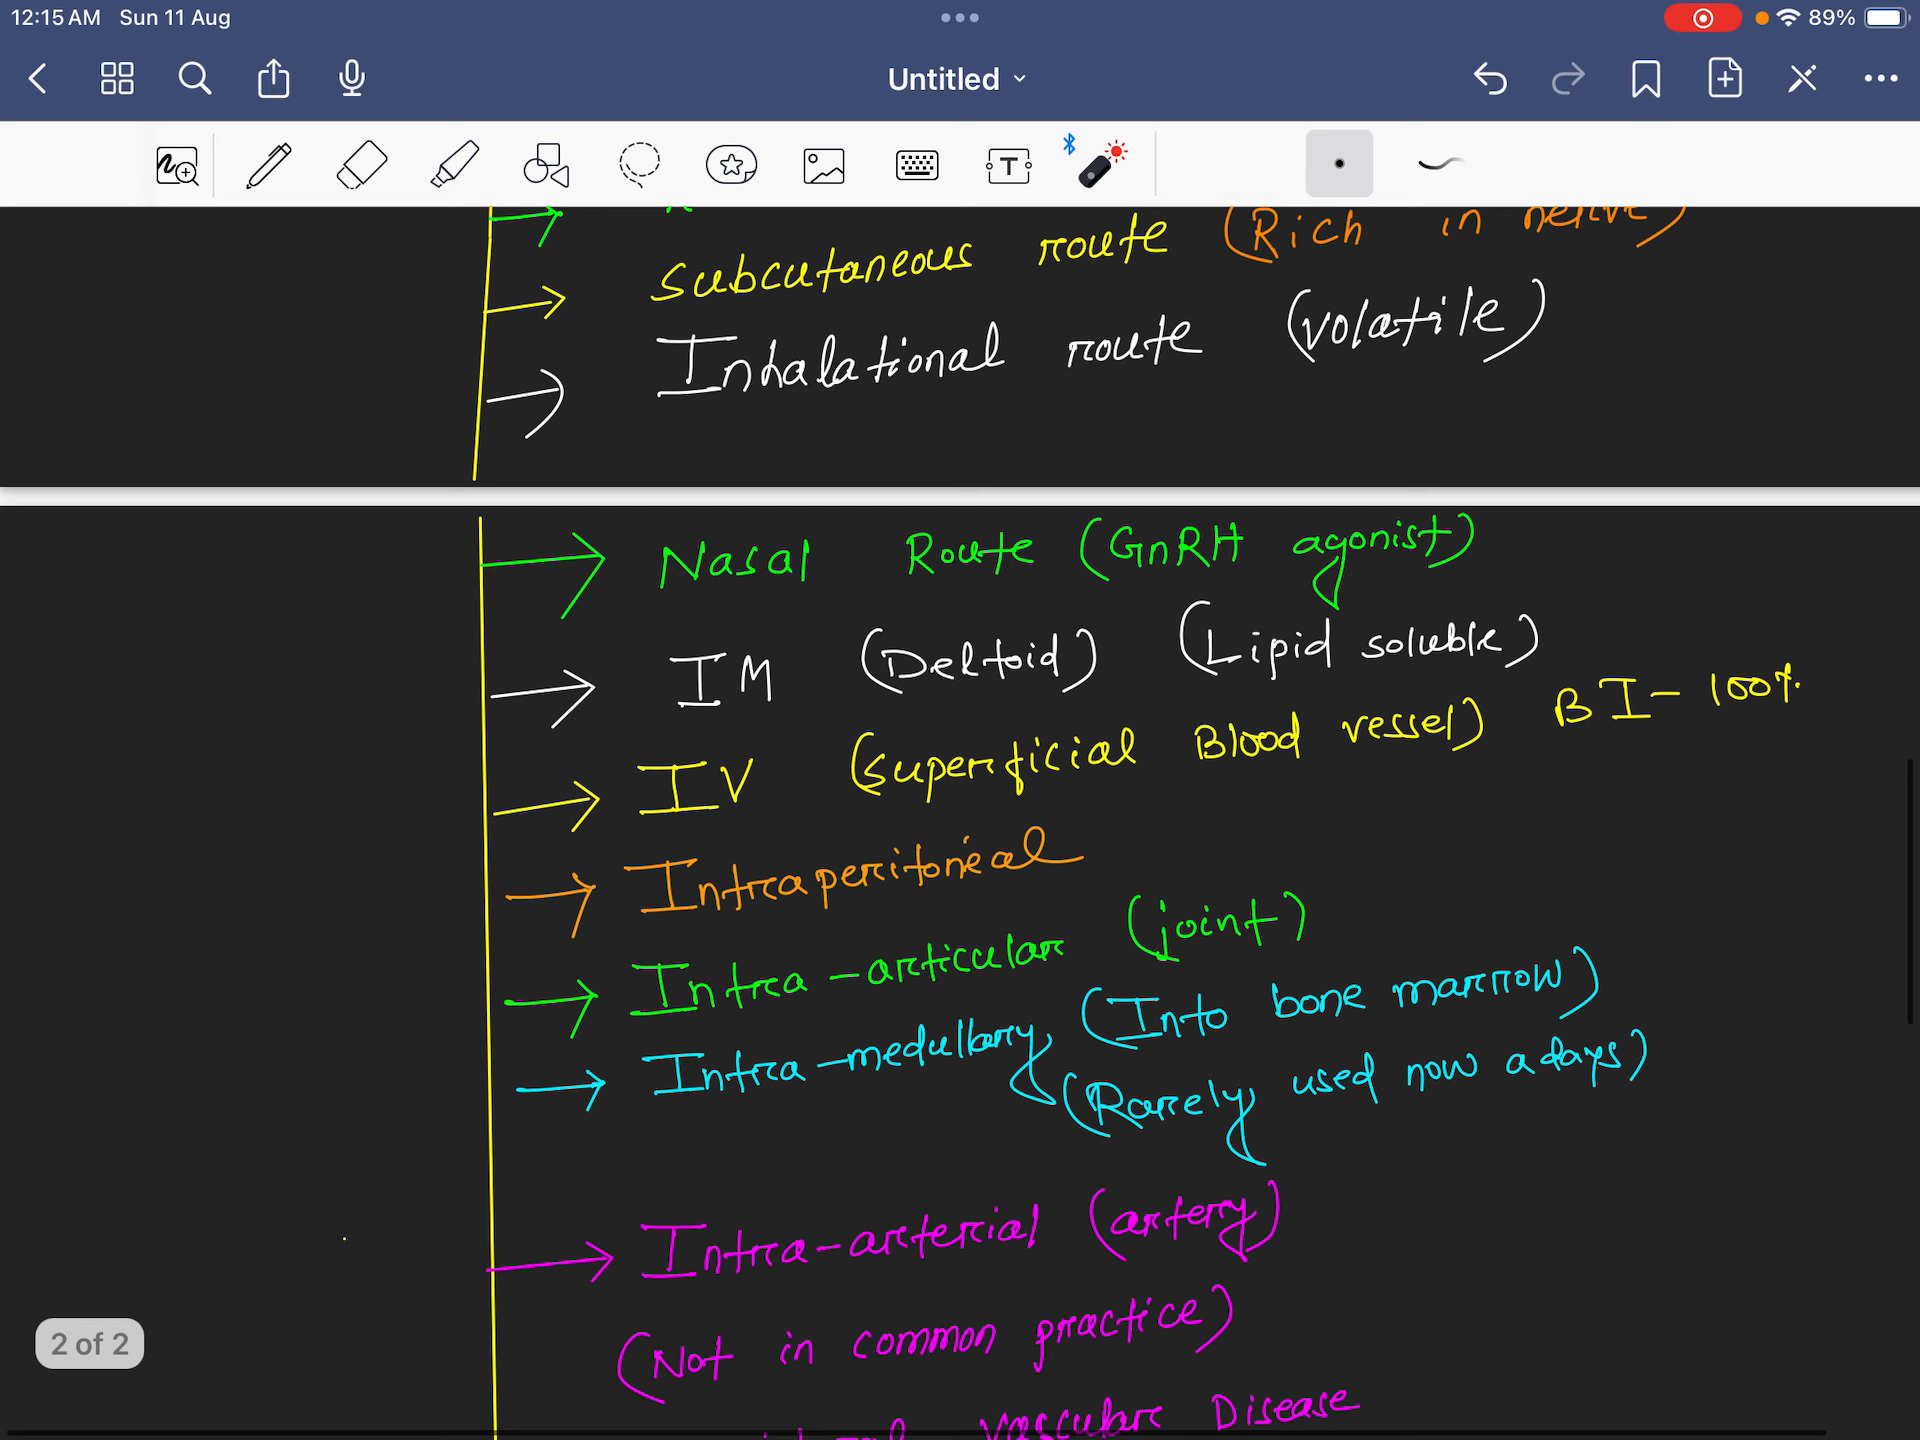 12:15 AM Sun 11 Aug
89%
Untitled
T
Subcutaneous route (Rich in nerve)
Inhalational route (volatile)
Nasal Route (GnRH agonist)
IM (Deltoid) (Lipid soluble)
IV (superficial Blood vessel) BI - 100%
Intraperitoneal
Intra-articular (joint)
Intra-medullary (Into bone marrow)
(Rarely used now adays)
Intra-arterial (artery)
(Not in common practice)
vascular Disease
2 of 2